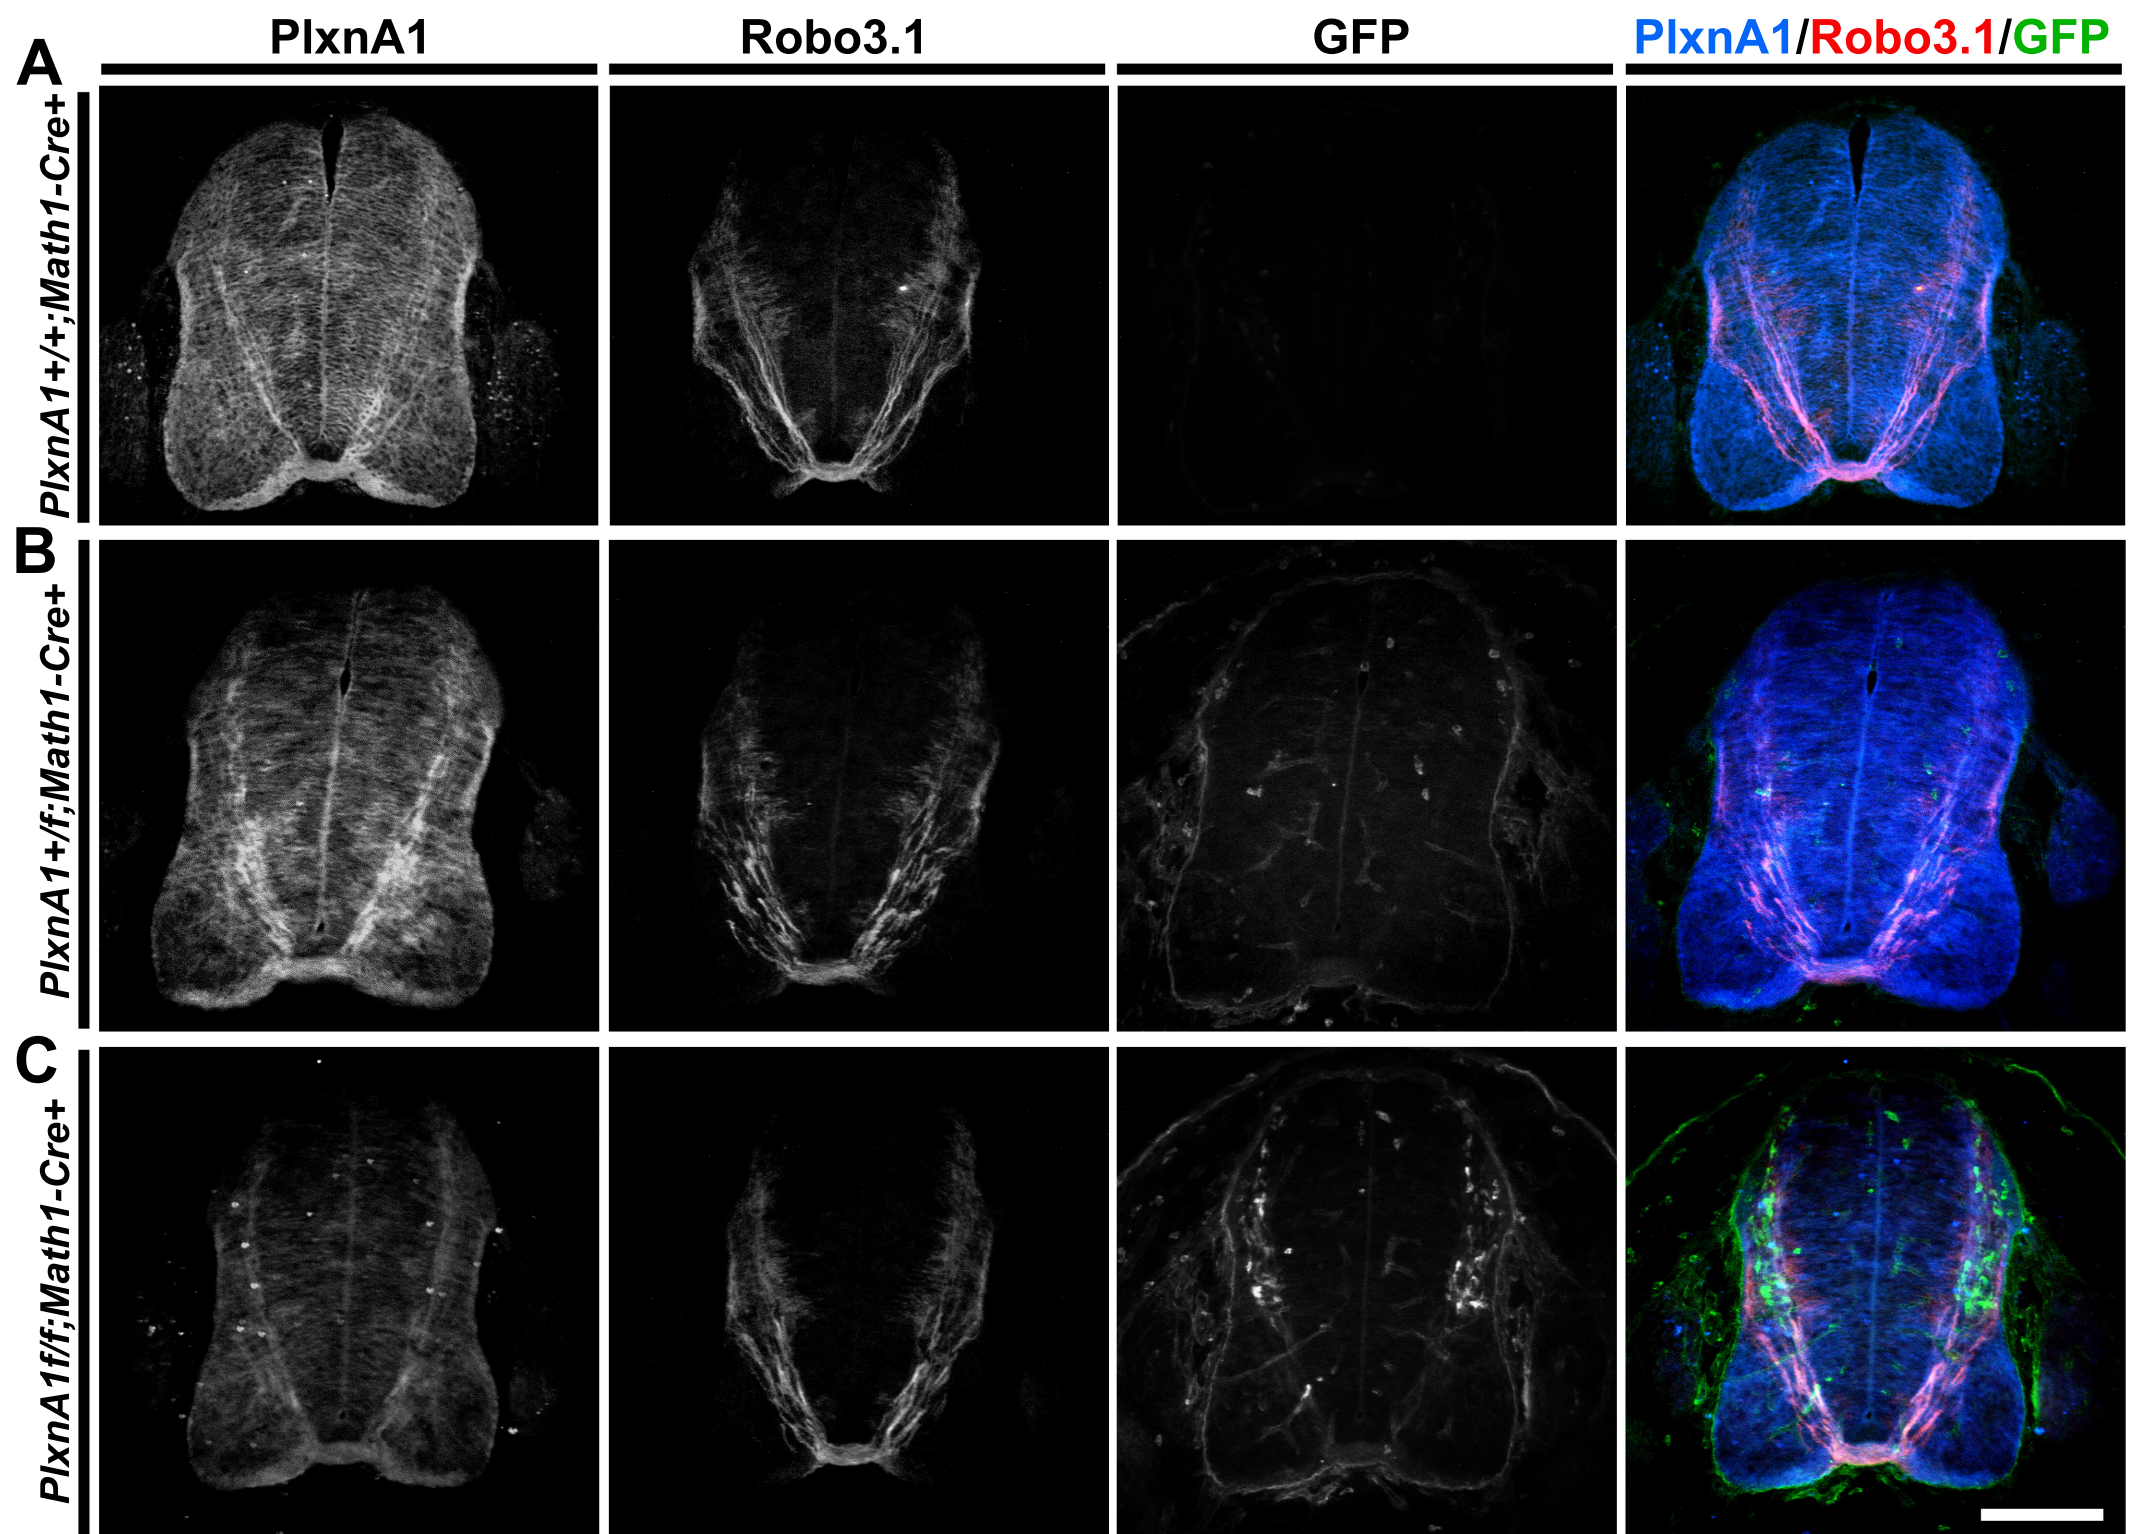 PlxnA1
Robo3.1
GFP
PlxnA1/Robo3.1/GFP
A
PlxnA1+/+;Math1-Cre+
B
PlxnA1+/f;Math1-Cre+
C
PlxnA1f/f;Math1-Cre+